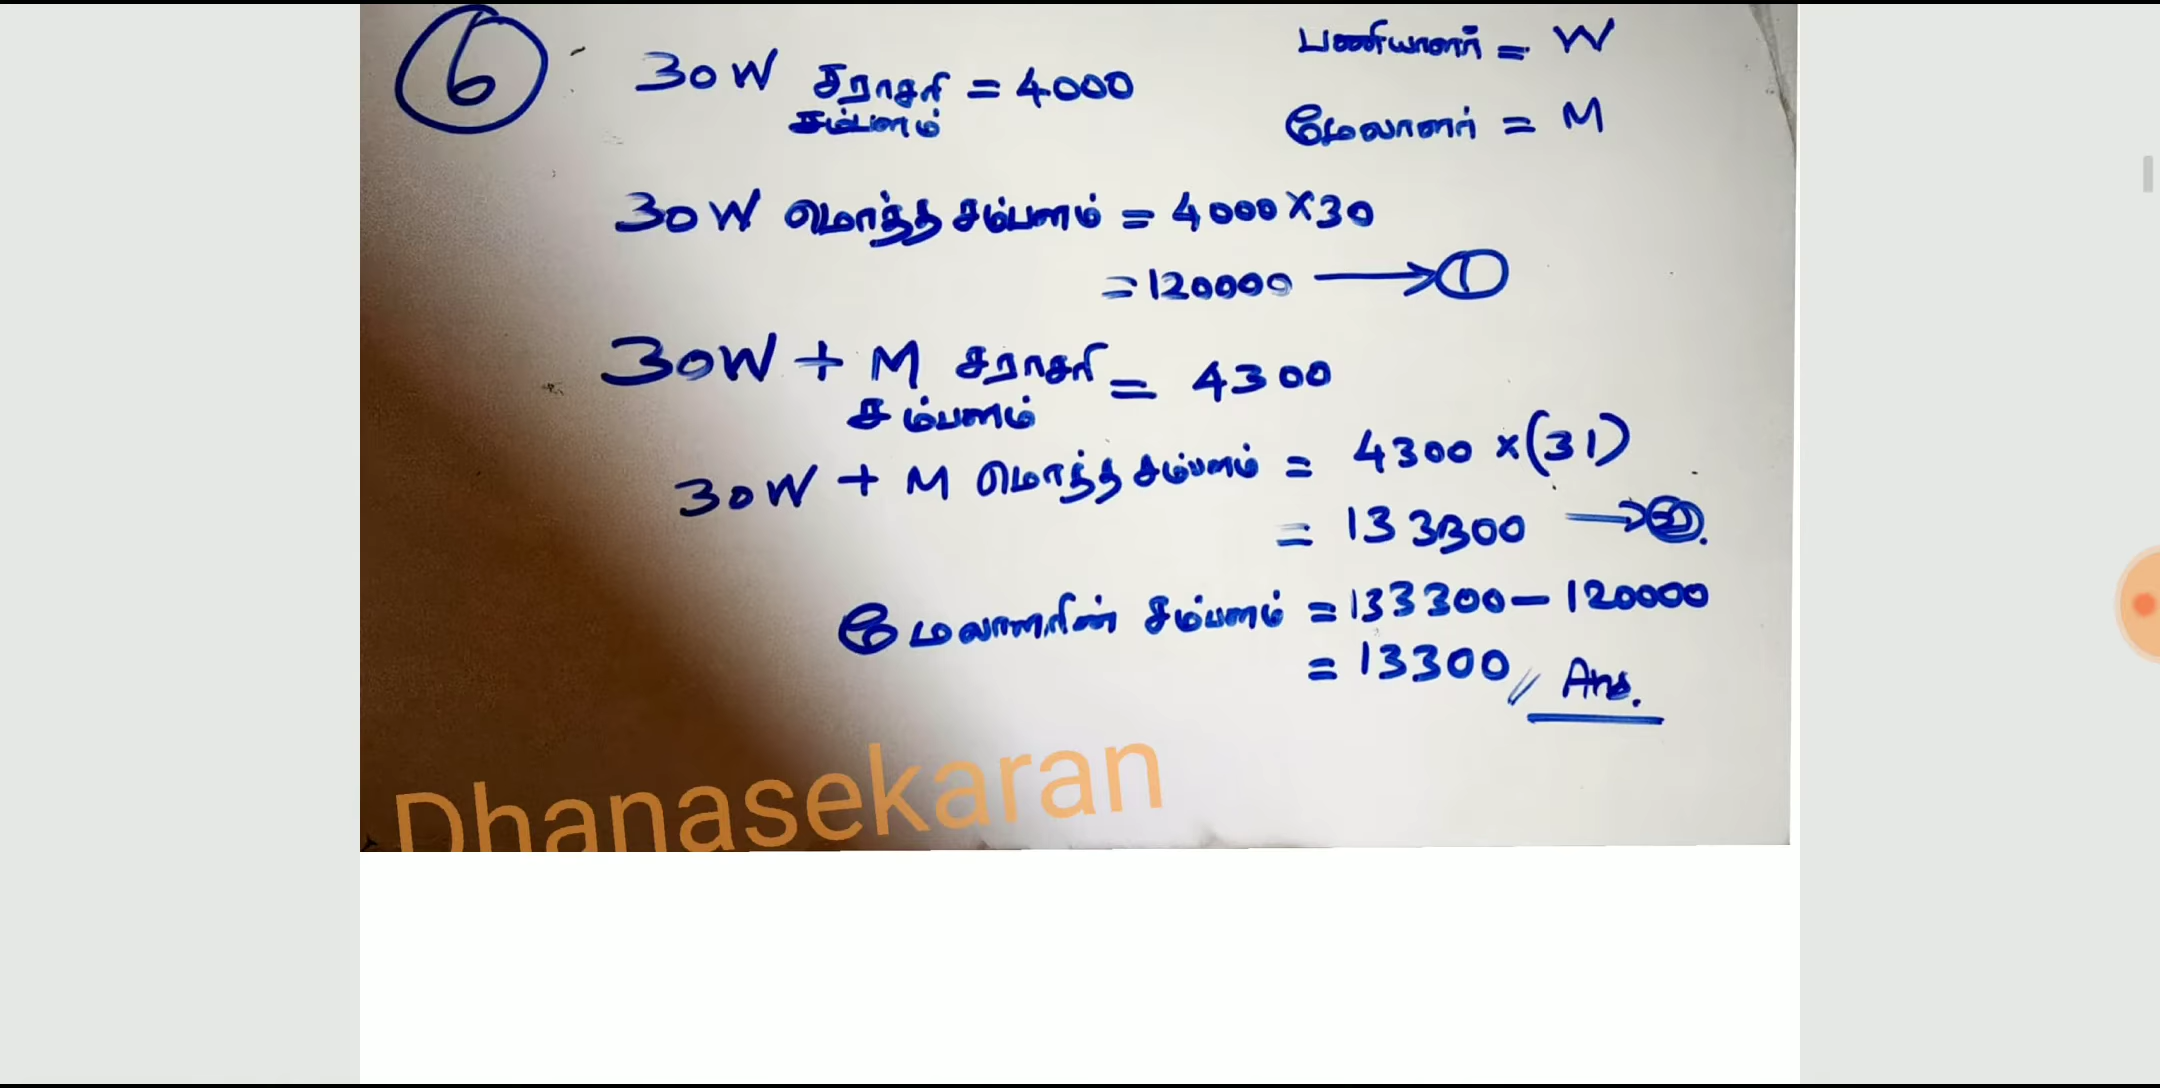 6
30W சராசரி = 4000
சம்பளம்
பணியாளர் = W
மேலாளர் = M
30W மொத்த சம்பளம் = 4000 × 30
= 120000 → 1
30W + M சராசரி = 4300
சம்பளம்
30W + M மொத்த சம்பளம் = 4300 × (31)
= 133300 → 2.
மேலாளரின் சம்பளம் = 133300 - 120000
= 13300 // Ans.
Dhanasekaran